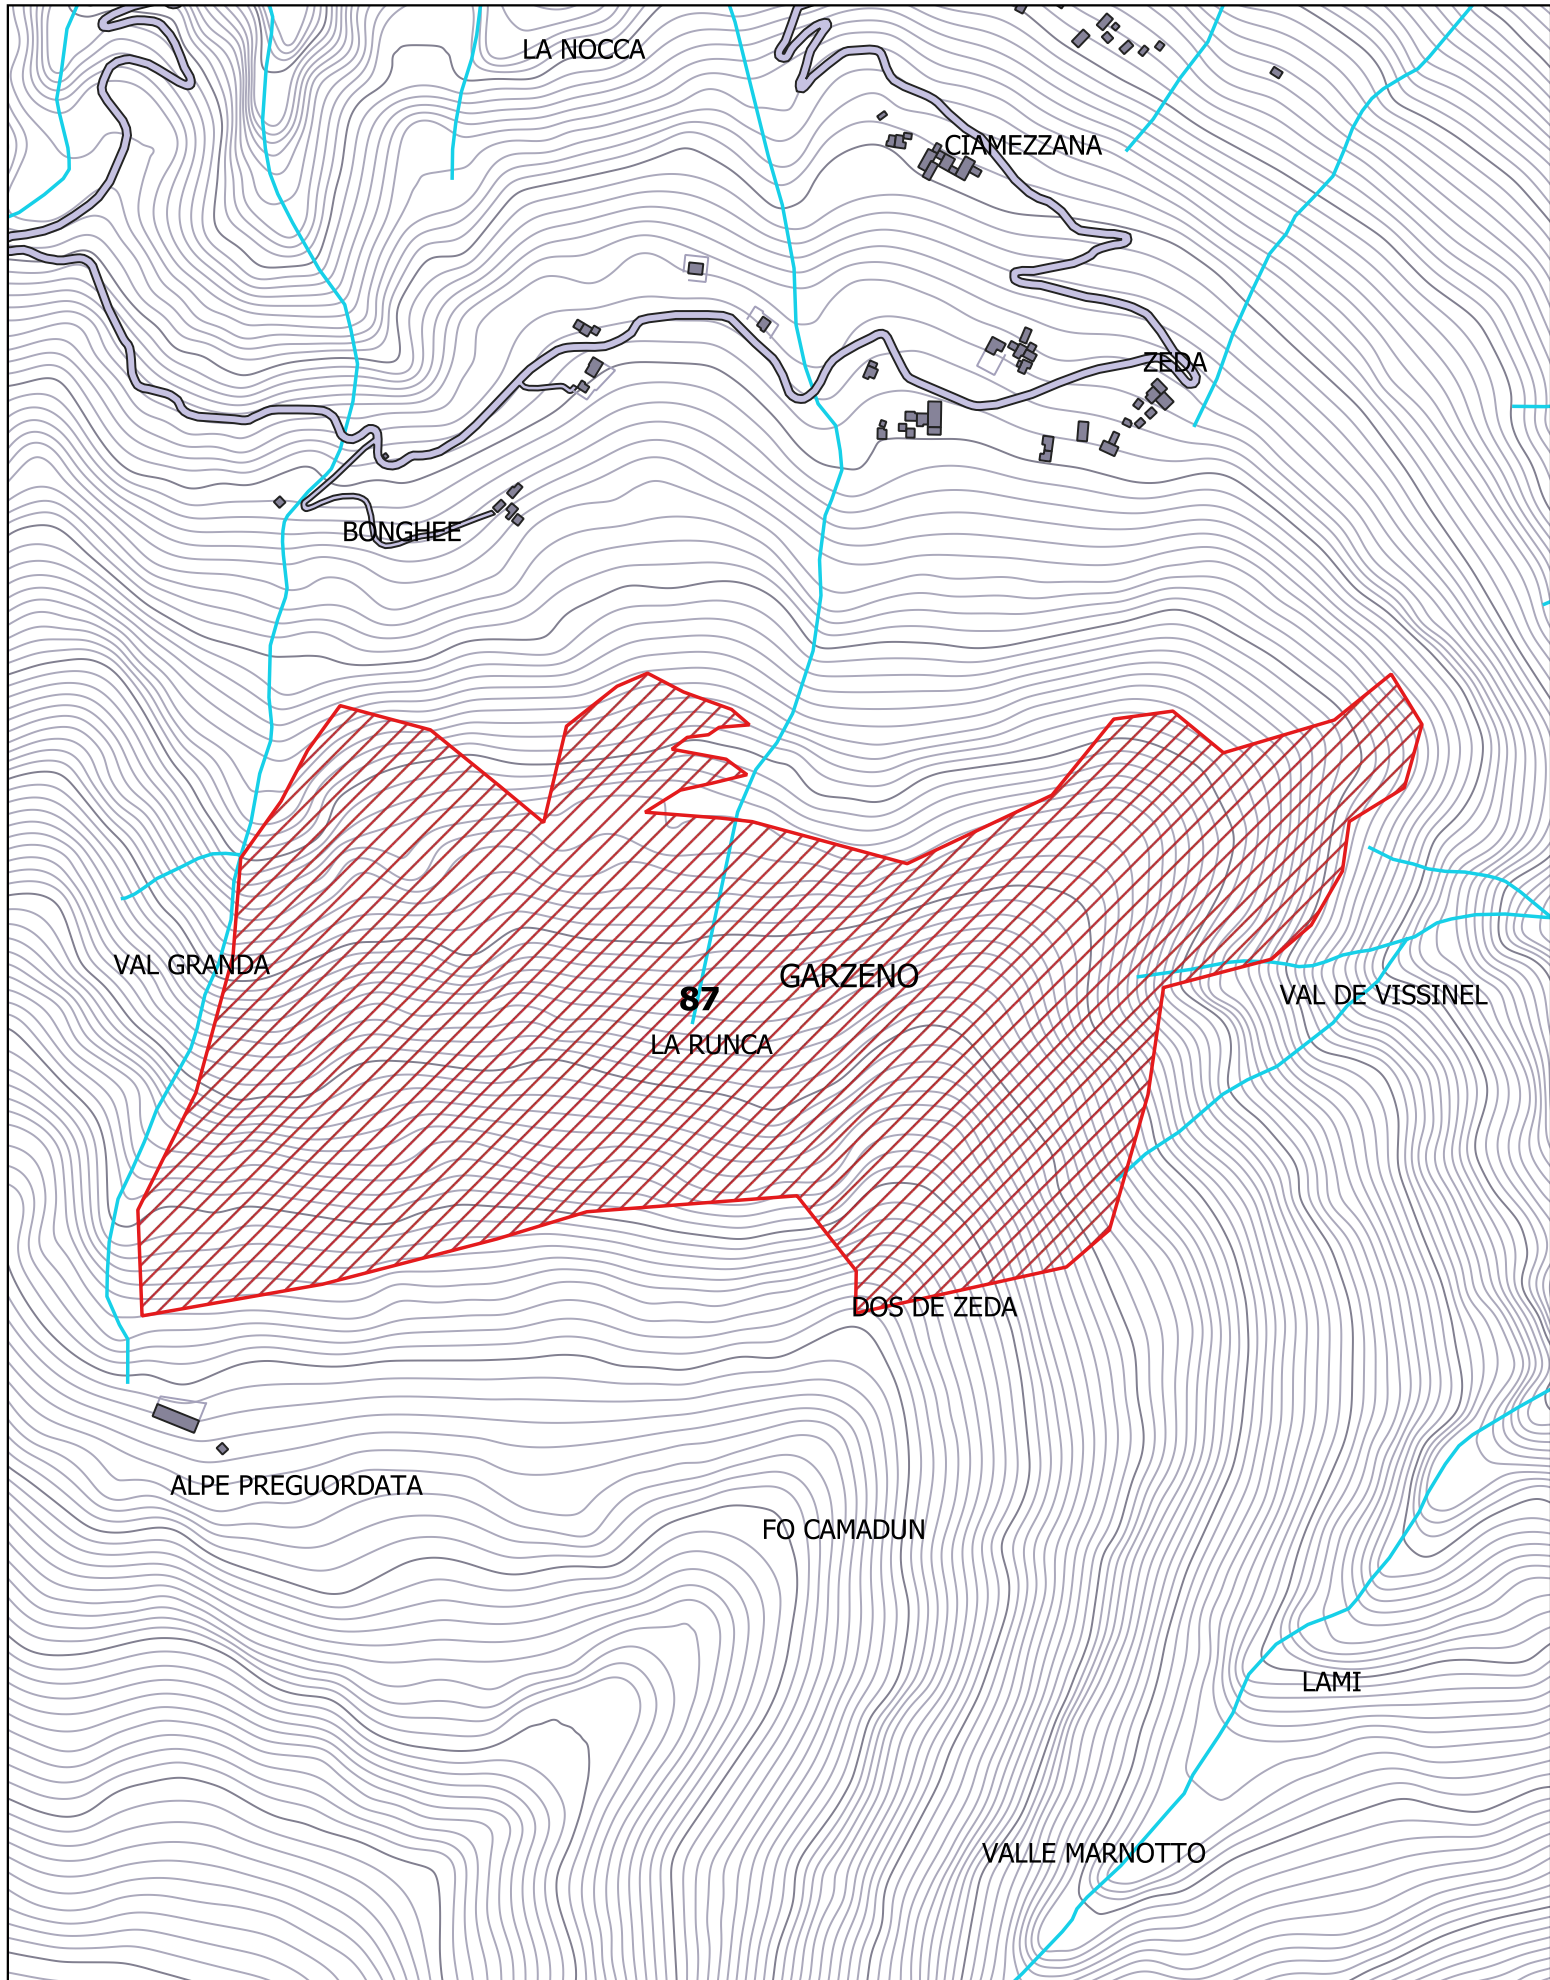 LA NOCCA
CIAMEZZANA
ZEDA
BONGHEE
VAL GRANDA
GARZENO
87
VAL DE VISSINEL
LA RUNCA
DOS DE ZEDA
ALPE PREGUORDATA
FO CAMADUN
LAMI
VALLE MARNOTTO